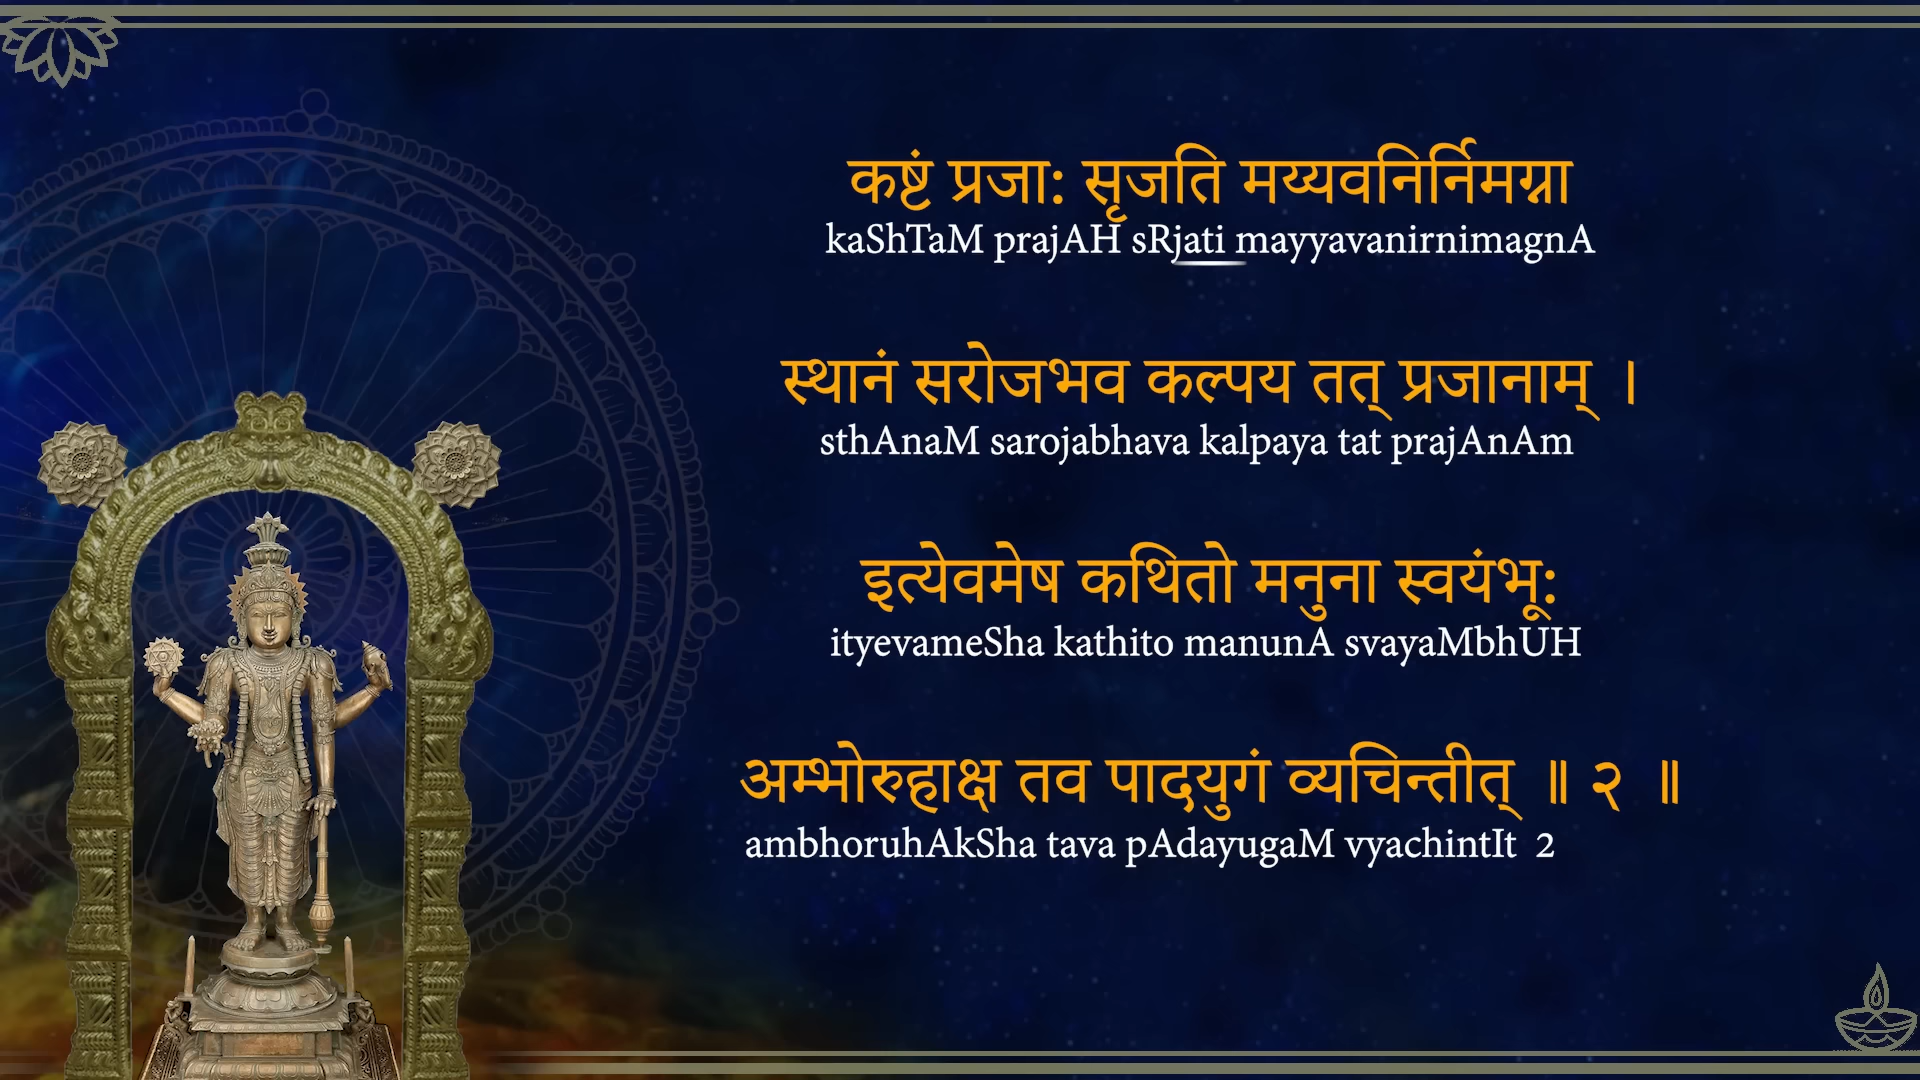 कष्टं प्रजा: सृजति मय्यवनिर्निमग्ना
kaShTaM prajAH sRjati mayyavanirnimagnA
स्थानं सरोजभव कल्पय तत् प्रजानाम् ।
sthAnaM sarojabhava kalpaya tat prajAnAm
इत्येवमेष कथितो मनुना स्वयंभू:
ityevameSha kathito manunA svayaMbhUH
अम्भोरुहाक्ष तव पादयुगं व्यचिन्तीत् ॥ २ ॥
ambhoruhAkSha tava pAdayugaM vyachintIt 2